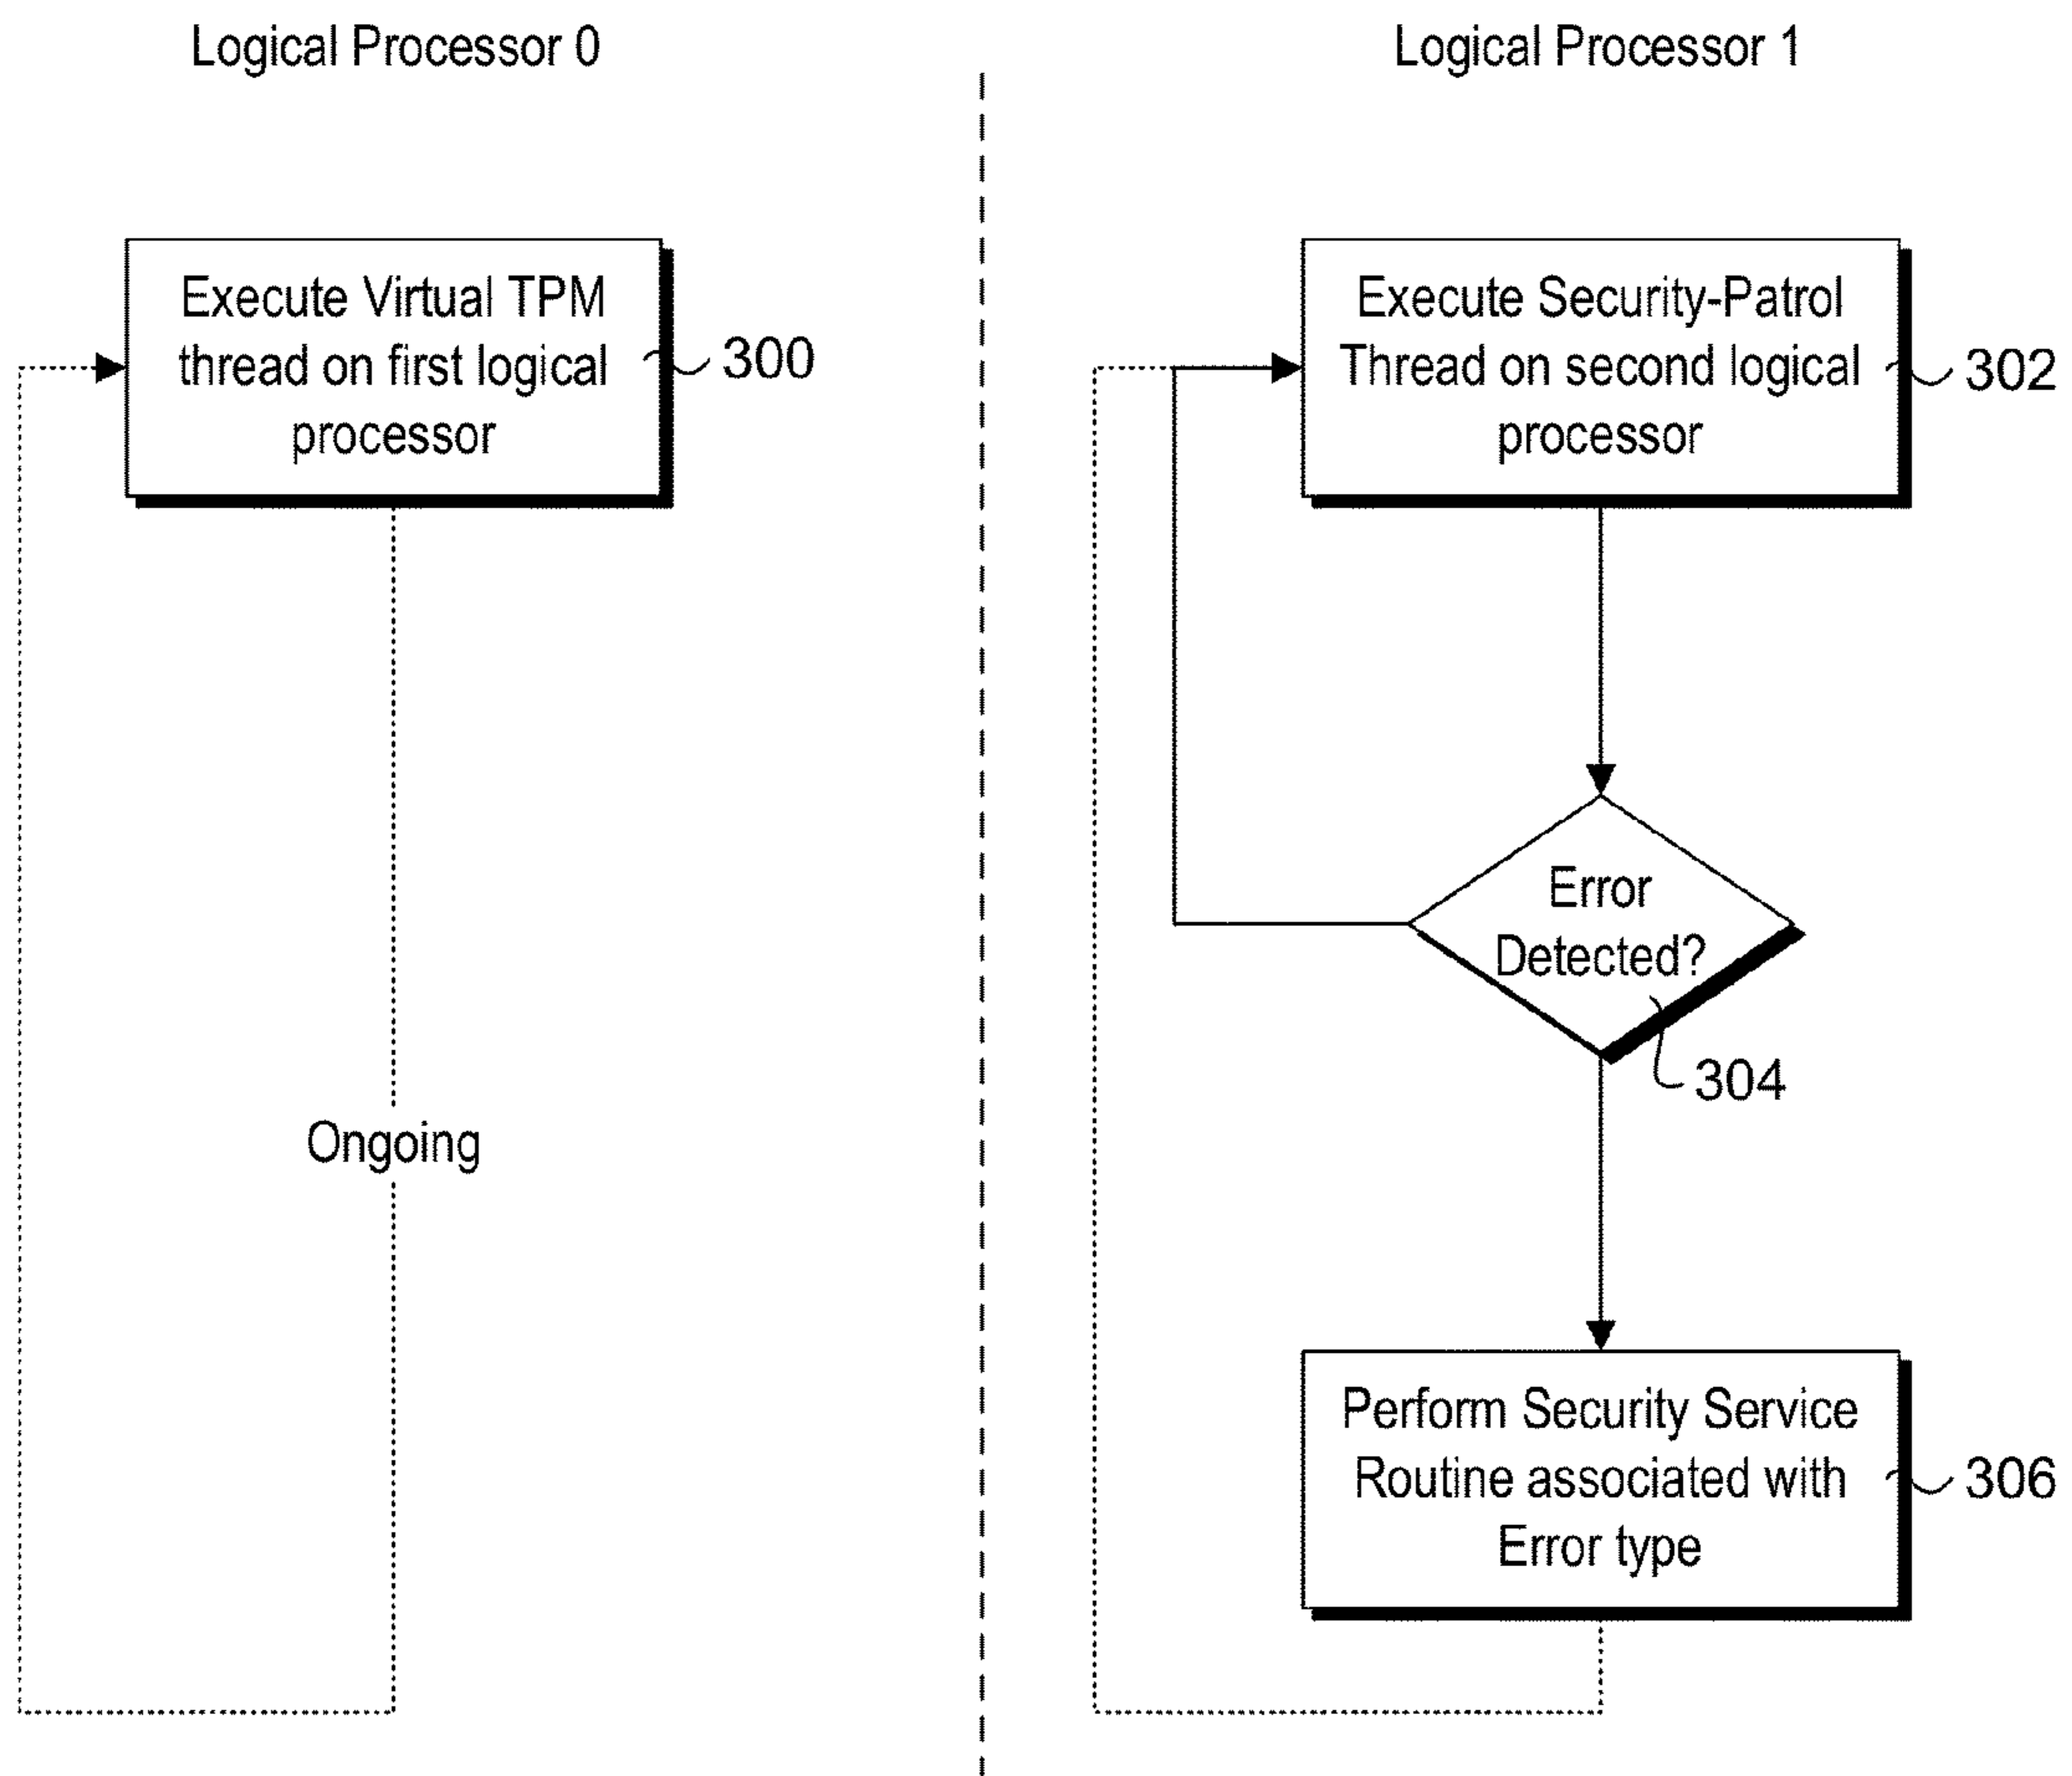 Logical Processor 0
Execute Virtual TPM
thread on first logical
processor
300
Ongoing
Logical Processor 1
Execute Security-Patrol
Thread on second logical
processor
302
Error
Detected?
304
Perform Security Service
Routine associated with
Error type
306